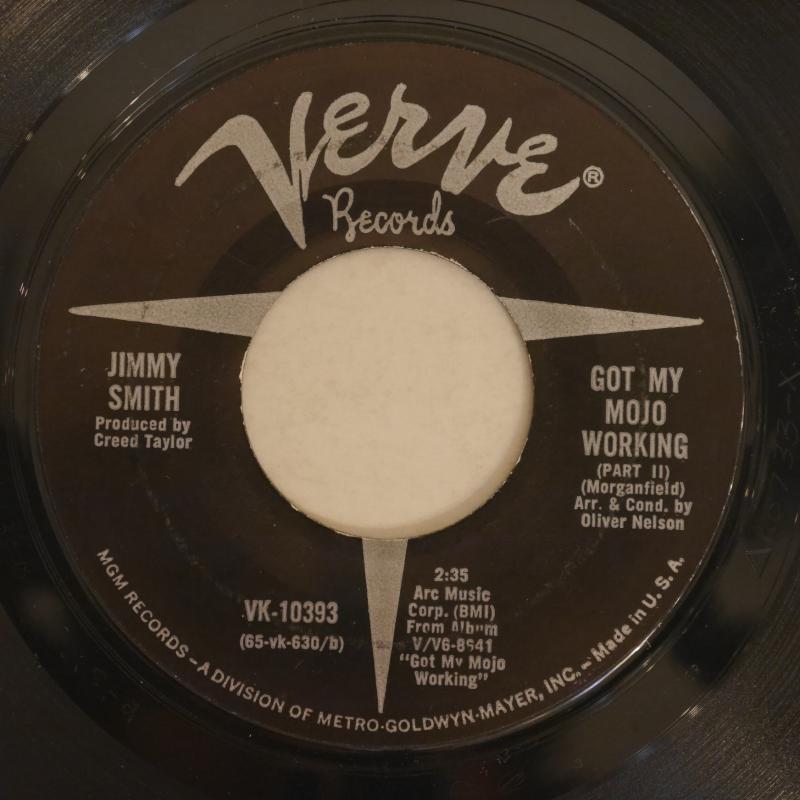 Verve®
Records
JIMMY
SMITH
Produced by
Creed Taylor
GOT MY
MOJO
WORKING
(PART II)
(Morganfield)
Arr. & Cond. by
Oliver Nelson
VK-10393
(65-vk-630/b)
2:35
Arc Music
Corp. (BMI)
From Album
V/V6-8641
"Got My Mojo
Working"
MGM RECORDS – A DIVISION OF METRO-GOLDWYN-MAYER, INC. – Made in U. S. A.